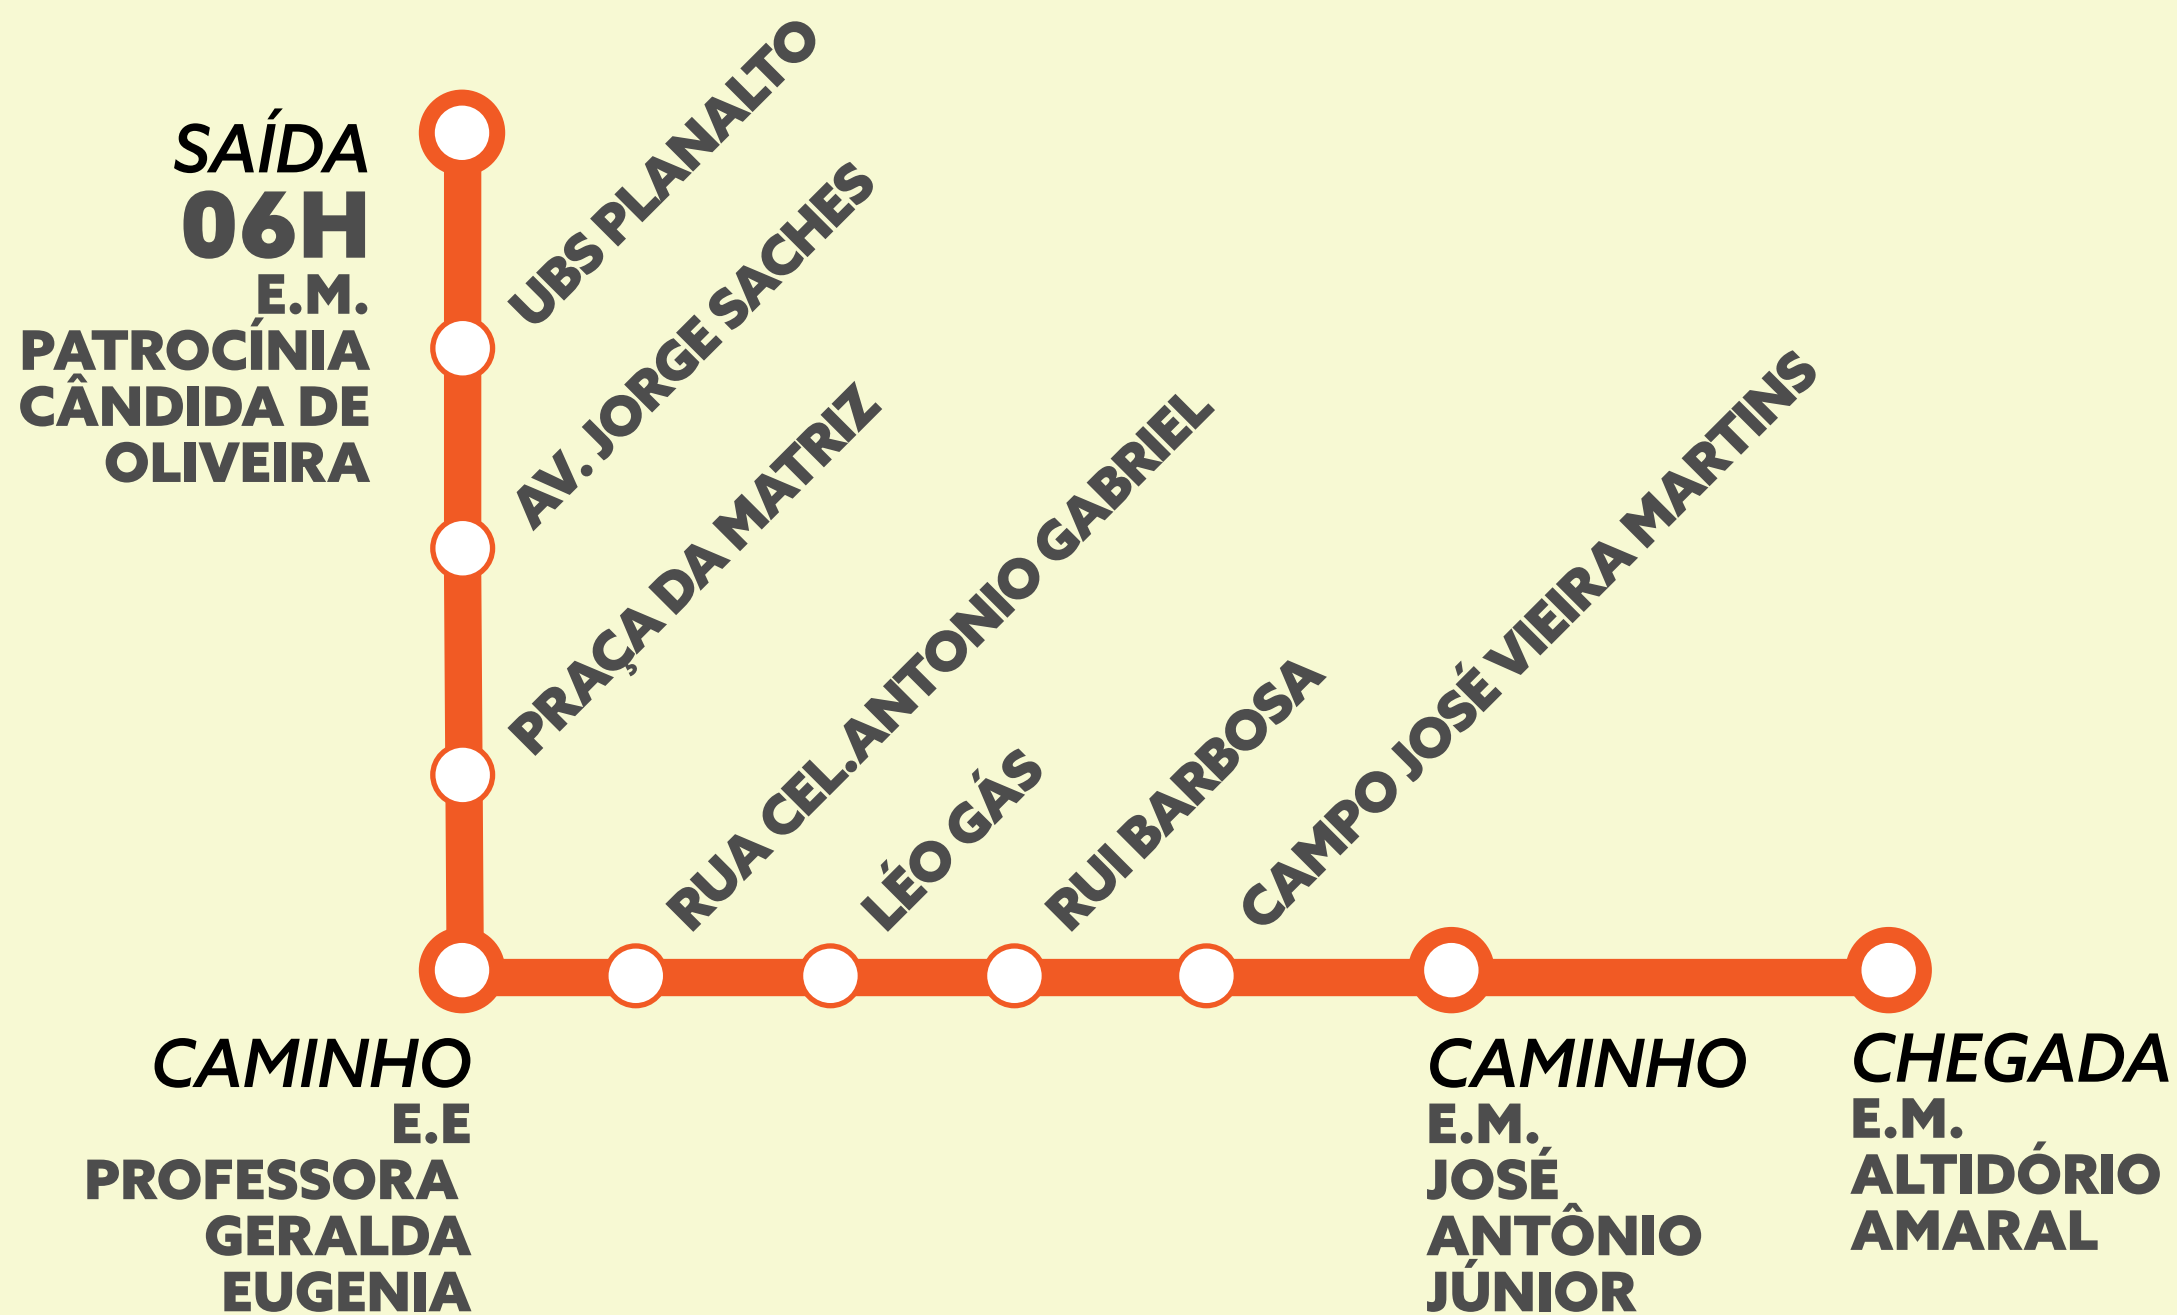 SAÍDA
06H
E.M.
PATROCÍNIA
CÂNDIDA DE
OLIVEIRA
UBS PLANALTO
AV. JORGE SACHES
PRAÇA DA MATRIZ
RUA CEL.ANTONIO GABRIEL
LÉO GÁS
RUI BARBOSA
CAMPO JOSÉ VIEIRA MARTINS
CAMINHO
E.E
PROFESSORA
GERALDA
EUGENIA
CAMINHO
E.M.
JOSÉ
ANTÔNIO
JÚNIOR
CHEGADA
E.M.
ALTIDÓRIO
AMARAL